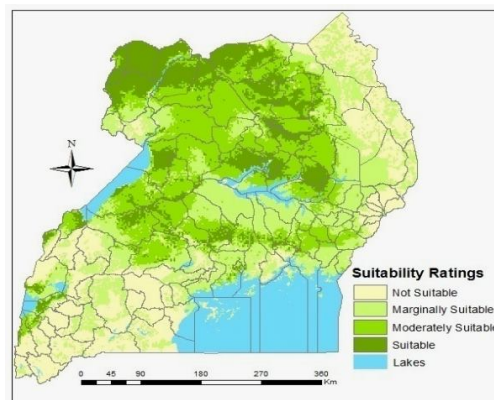 N
Suitability Ratings
Not Suitable
Marginally Suitable
Moderately Suitable
Suitable
Lakes
0 45 90 180 270 360
Km